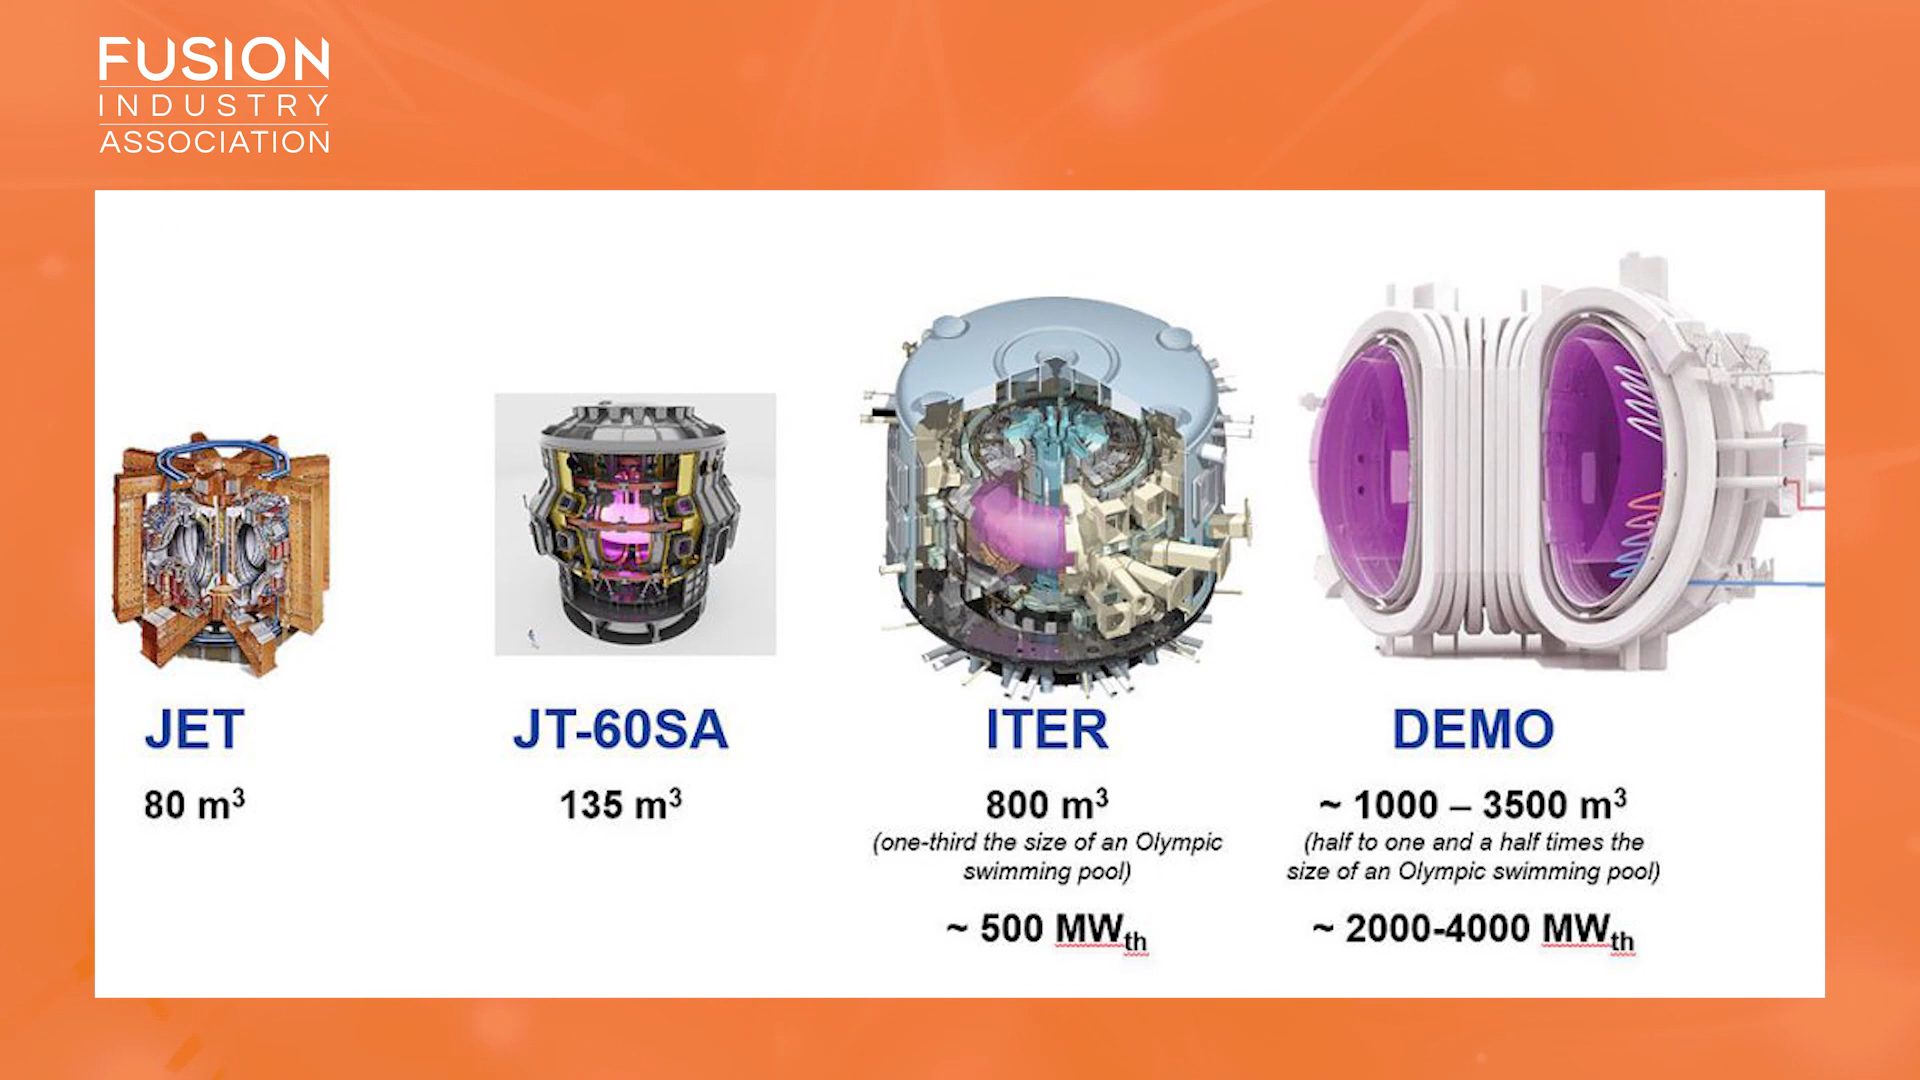 FUSION
INDUSTRY
ASSOCIATION
JET
80 m³
JT-60SA
135 m³
ITER
800 m³
(one-third the size of an Olympic
swimming pool)
~ 500 MWth
DEMO
~ 1000 – 3500 m³
(half to one and a half times the
size of an Olympic swimming pool)
~ 2000-4000 MWth